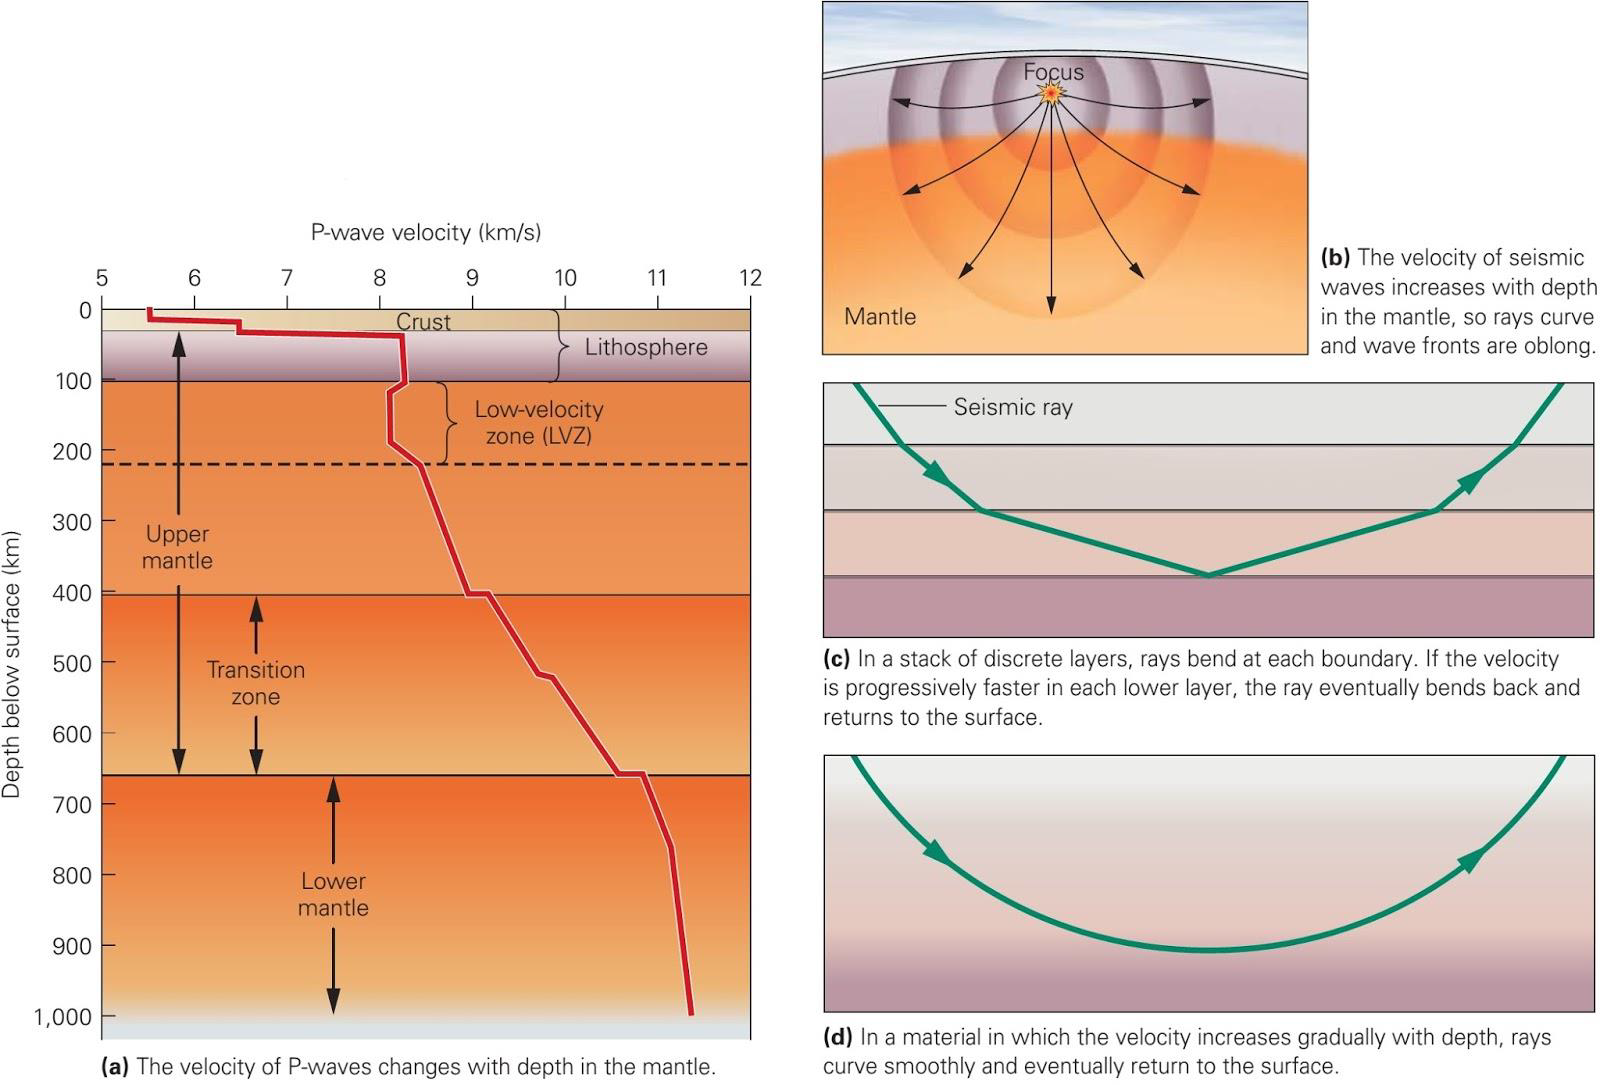 P-wave velocity (km/s)
5 6 7 8 9 10 11 12
Depth below surface (km)
0
100
200
300
400
500
600
700
800
900
1,000
Crust
Lithosphere
Low-velocity
zone (LVZ)
Upper
mantle
Transition
zone
Lower
mantle
(a) The velocity of P-waves changes with depth in the mantle.
Focus
Mantle
(b) The velocity of seismic
waves increases with depth
in the mantle, so rays curve
and wave fronts are oblong.
Seismic ray
(c) In a stack of discrete layers, rays bend at each boundary. If the velocity
is progressively faster in each lower layer, the ray eventually bends back and
returns to the surface.
(d) In a material in which the velocity increases gradually with depth, rays
curve smoothly and eventually return to the surface.